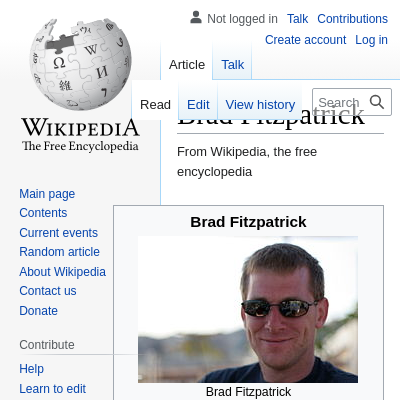 Not logged in Talk Contributions
Create account Log in
Article Talk
Read Edit View history Search
WIKIPEDIA
The Free Encyclopedia
Brad Fitzpatrick
From Wikipedia, the free
encyclopedia
Main page
Contents
Current events
Random article
About Wikipedia
Contact us
Donate
Contribute
Help
Learn to edit
Brad Fitzpatrick
Brad Fitzpatrick